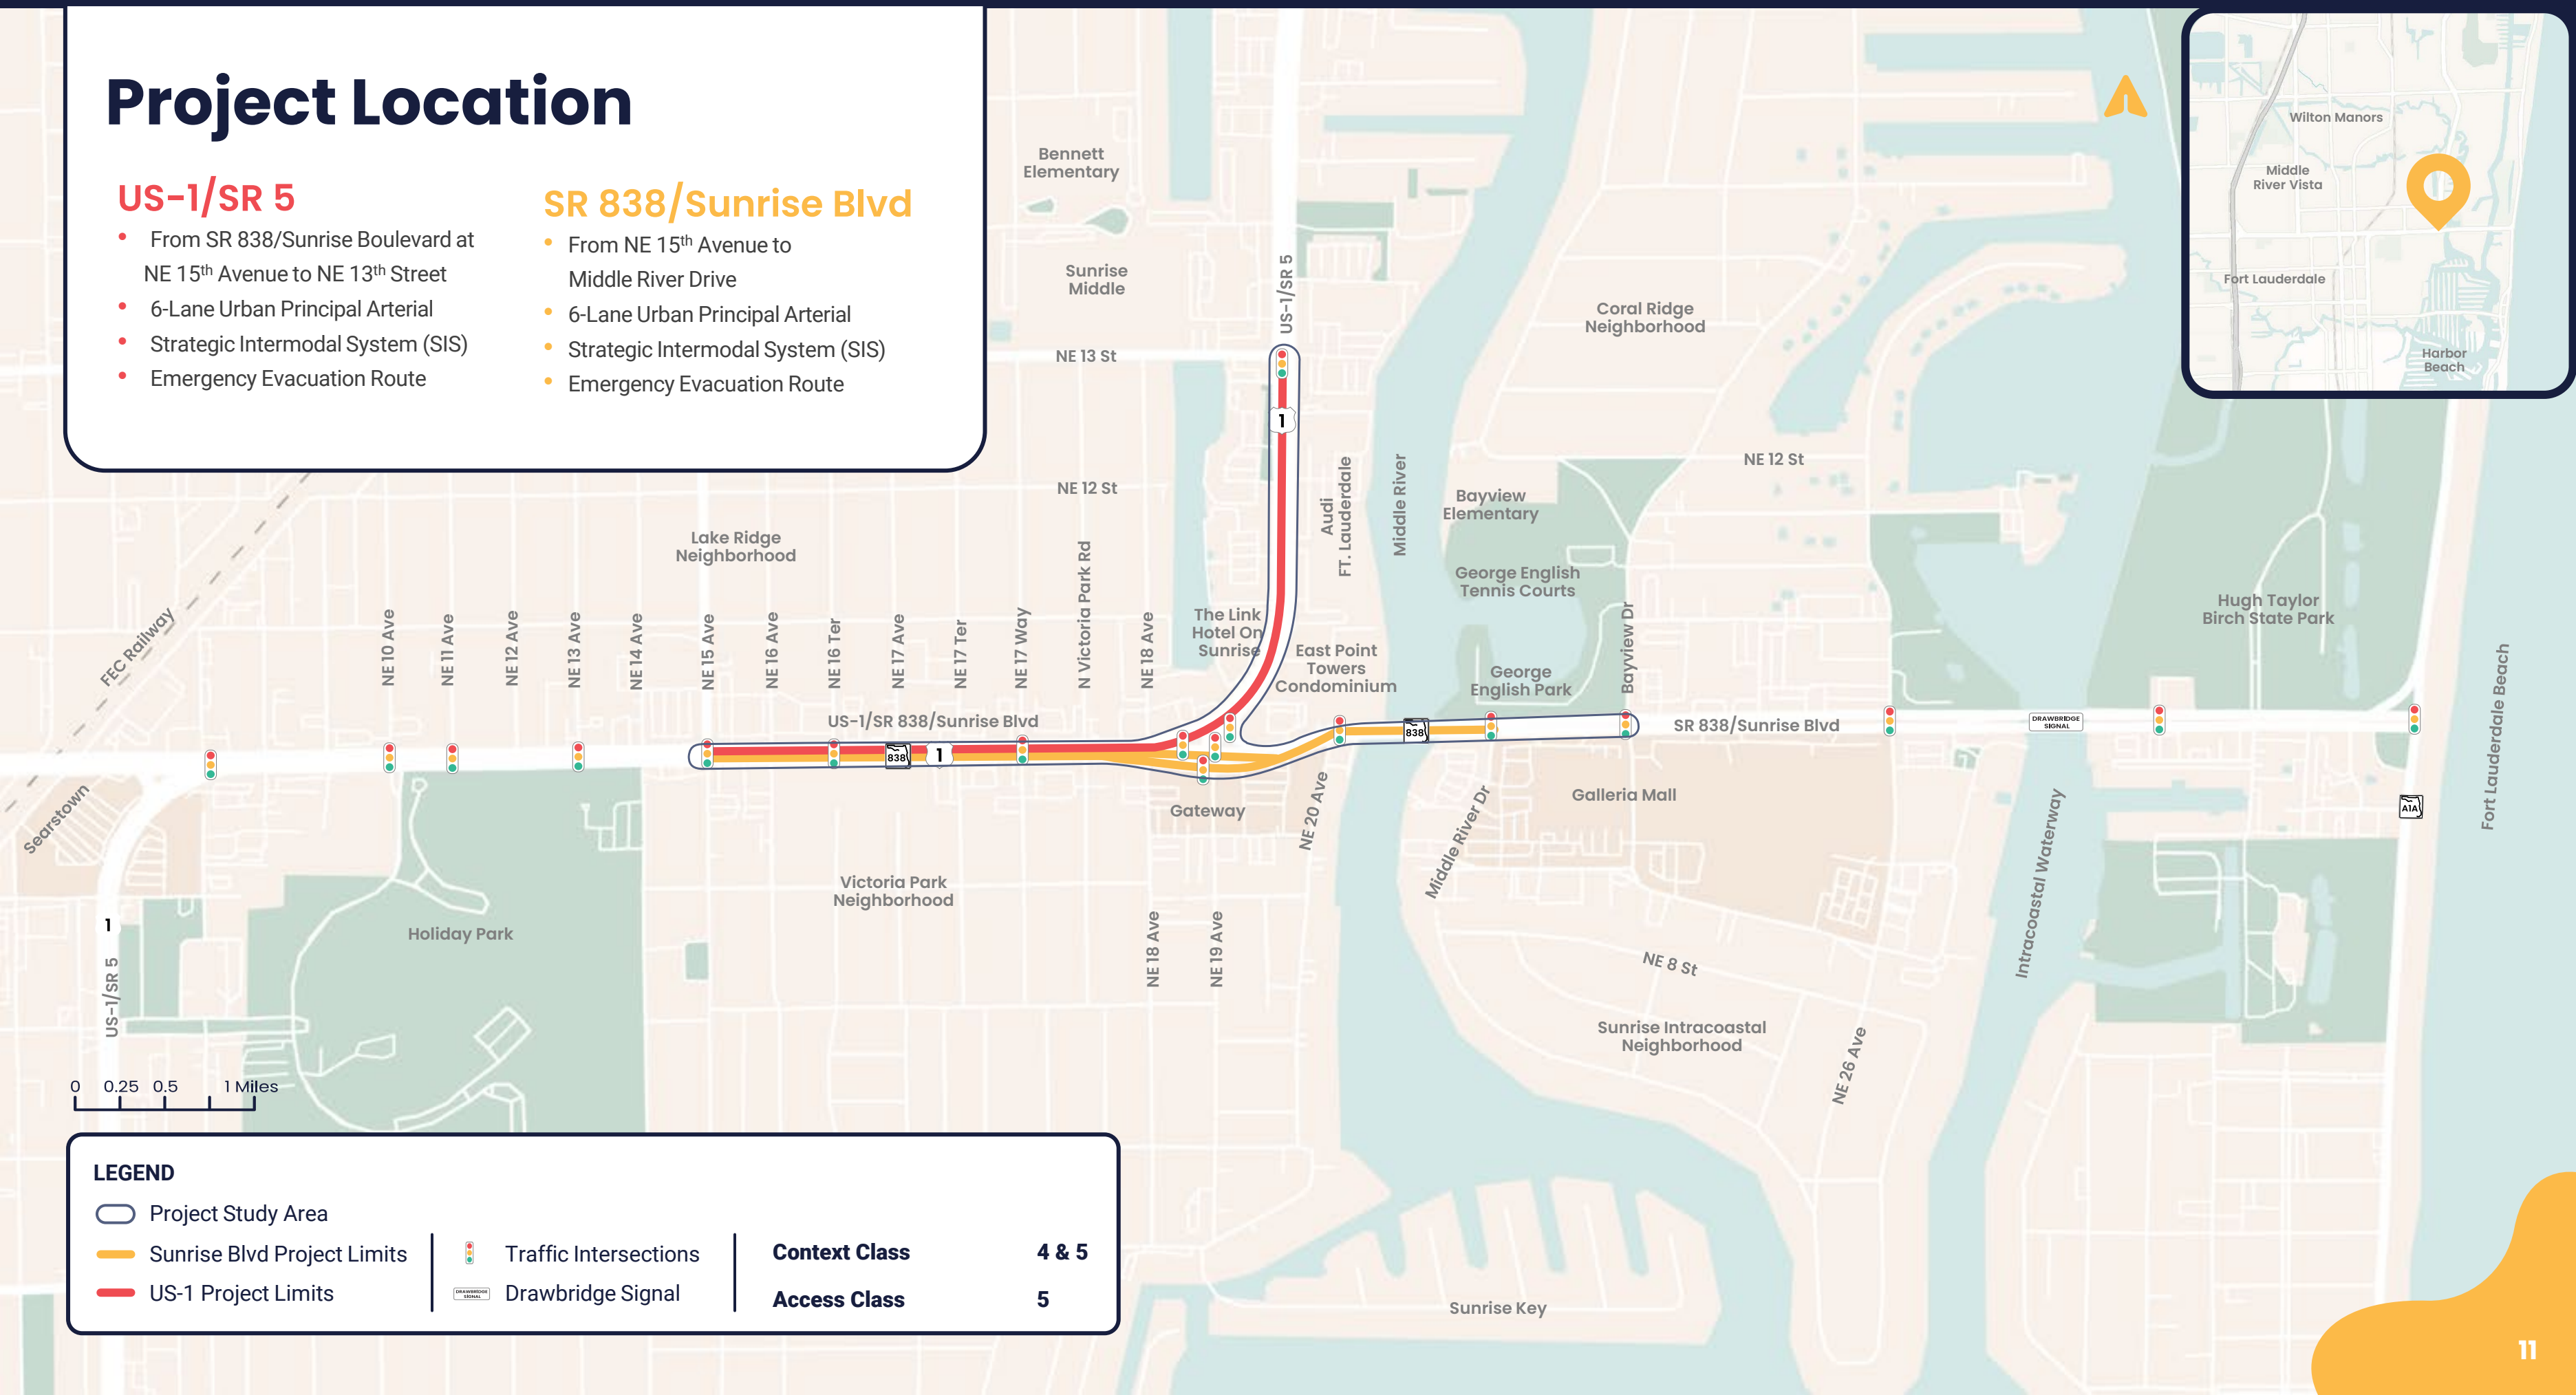 Project Location
US-1/SR 5
From SR 838/Sunrise Boulevard at
NE 15th Avenue to NE 13th Street
6-Lane Urban Principal Arterial
Strategic Intermodal System (SIS)
Emergency Evacuation Route
SR 838/Sunrise Blvd
From NE 15th Avenue to
Middle River Drive
6-Lane Urban Principal Arterial
Strategic Intermodal System (SIS)
Emergency Evacuation Route
Wilton Manors
Middle
River Vista
Fort Lauderdale
Harbor
Beach
Bennett
Elementary
Sunrise
Middle
US-1/SR 5
Coral Ridge
Neighborhood
NE 13 St
1
NE 12 St
NE 12 St
Audi
FT. Lauderdale
Middle River
Bayview
Elementary
Lake Ridge
Neighborhood
George English
Tennis Courts
Hugh Taylor
Birch State Park
FEC Railway
NE 10 Ave
NE 11 Ave
NE 12 Ave
NE 13 Ave
NE 14 Ave
NE 15 Ave
NE 16 Ave
NE 16 Ter
NE 17 Ave
NE 17 Ter
NE 17 Way
N Victoria Park Rd
NE 18 Ave
The Link
Hotel On
Sunrise
East Point
Towers
Condominium
George
English Park
Bayview Dr
US-1/SR 838/Sunrise Blvd
838
1
838
SR 838/Sunrise Blvd
DRAWBRIDGE
SIGNAL
Fort Lauderdale Beach
A1A
Searstown
Gateway
NE 20 Ave
Middle River Dr
Galleria Mall
Intracoastal Waterway
Victoria Park
Neighborhood
Holiday Park
1
US-1/SR 5
NE 18 Ave
NE 19 Ave
NE 8 St
Sunrise Intracoastal
Neighborhood
NE 26 Ave
0 0.25 0.5 1 Miles
Sunrise Key
LEGEND
Project Study Area
Sunrise Blvd Project Limits
US-1 Project Limits
Traffic Intersections
DRAWBRIDGE
SIGNAL
Drawbridge Signal
Context Class 4 & 5
Access Class 5
11